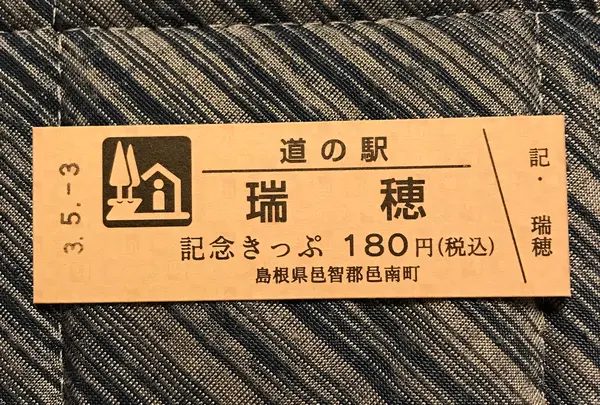 3.5.-3
道の駅
瑞穂
記念きっぷ 180円(税込)
島根県邑智郡邑南町
記・瑞穂